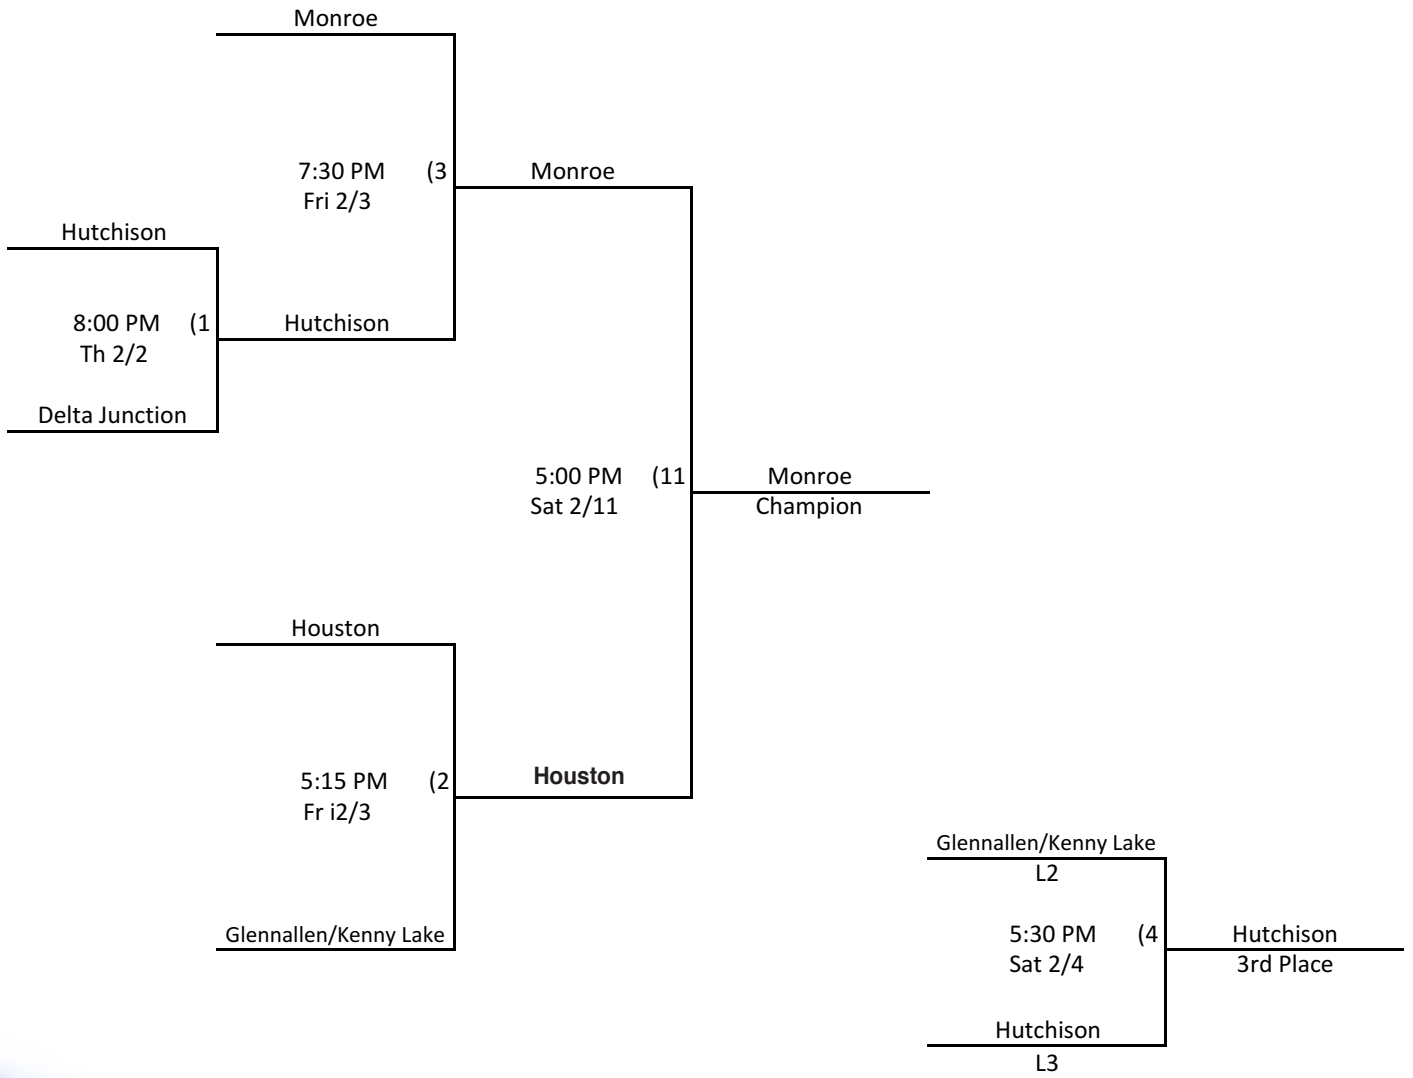 Monroe
7:30 PM (3
Fri 2/3
Monroe
Hutchison
8:00 PM (1
Th 2/2
Hutchison
Delta Junction
5:00 PM (11
Sat 2/11
Monroe
Champion
Houston
5:15 PM (2
Fr i2/3
Houston
Glennallen/Kenny Lake
Glennallen/Kenny Lake
L2
5:30 PM (4
Sat 2/4
Hutchison
3rd Place
Hutchison
L3